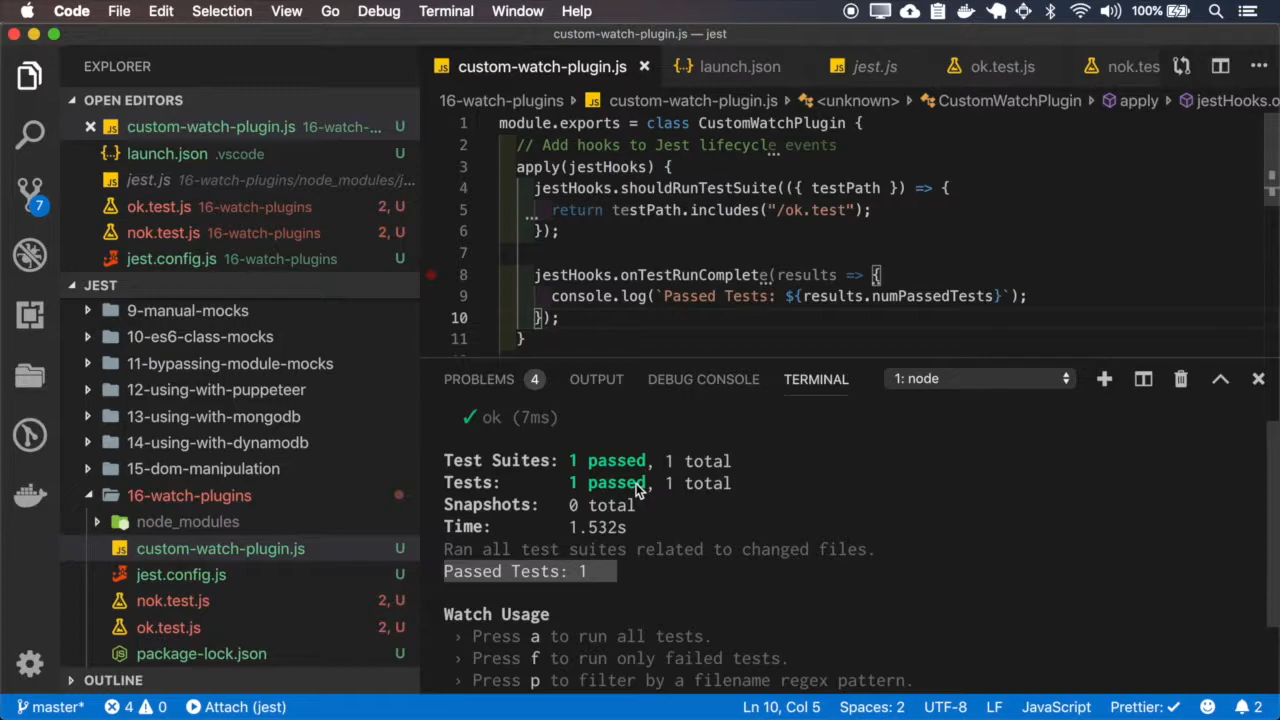 Code File Edit Selection View Go Debug Terminal Window Help 100%
custom-watch-plugin.js — jest
EXPLORER
OPEN EDITORS
custom-watch-plugin.js 16-watch-... U
launch.json .vscode U
jest.js 16-watch-plugins/node_modules/j...
ok.test.js 16-watch-plugins 2, U
nok.test.js 16-watch-plugins 2, U
jest.config.js 16-watch-plugins U
JEST
9-manual-mocks
10-es6-class-mocks
11-bypassing-module-mocks
12-using-with-puppeteer
13-using-with-mongodb
14-using-with-dynamodb
15-dom-manipulation
16-watch-plugins
node_modules
custom-watch-plugin.js U
jest.config.js U
nok.test.js 2, U
ok.test.js 2, U
package-lock.json U
OUTLINE
7
custom-watch-plugin.js launch.json jest.js ok.test.js nok.tes
16-watch-plugins custom-watch-plugin.js <unknown> CustomWatchPlugin apply jestHooks.o
1 module.exports = class CustomWatchPlugin {
2 // Add hooks to Jest lifecycle events
3 apply(jestHooks) {
4 jestHooks.shouldRunTestSuite(({ testPath }) => {
5 return testPath.includes("/ok.test");
6 });
7
8 jestHooks.onTestRunComplete(results => {
9 console.log(`Passed Tests: ${results.numPassedTests}`);
10 });
11 }
PROBLEMS 4 OUTPUT DEBUG CONSOLE TERMINAL 1: node
✓ ok (7ms)
Test Suites: 1 passed, 1 total
Tests: 1 passed, 1 total
Snapshots: 0 total
Time: 1.532s
Ran all test suites related to changed files.
Passed Tests: 1
Watch Usage
› Press a to run all tests.
› Press f to run only failed tests.
› Press p to filter by a filename regex pattern.
master* 4 0 Attach (jest) Ln 10, Col 5 Spaces: 2 UTF-8 LF JavaScript Prettier: ✓ 2